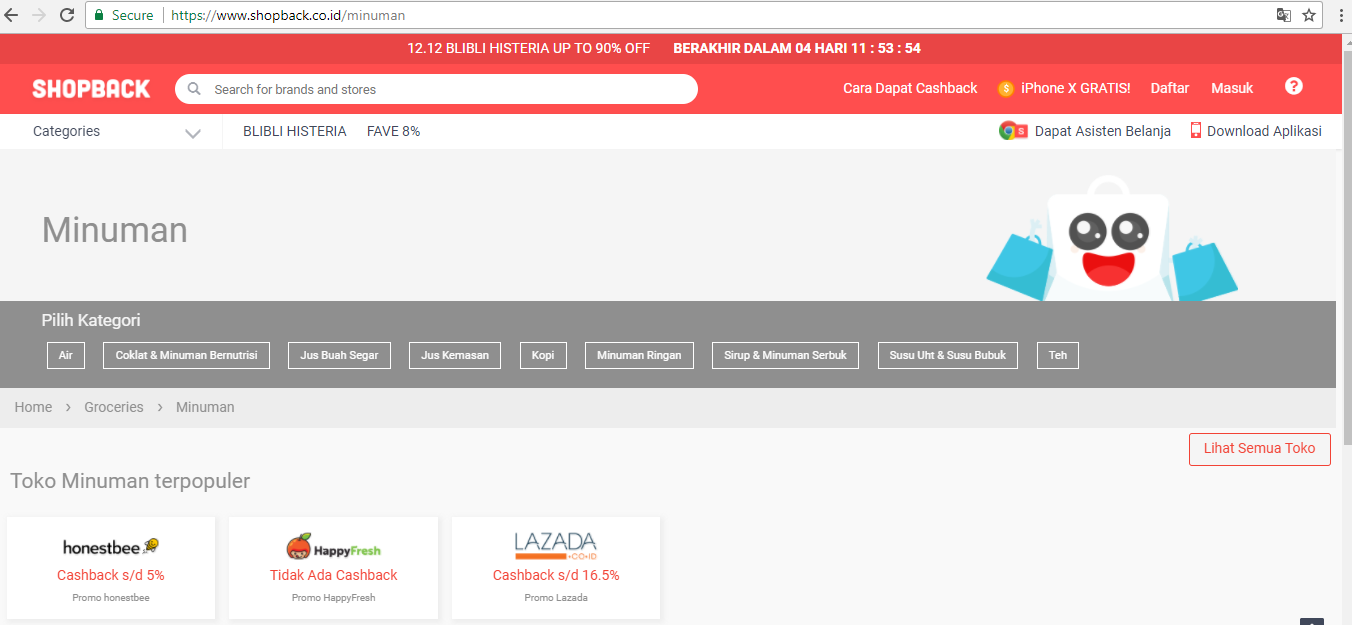 Secure https://www.shopback.co.id/minuman
12.12 BLIBLI HISTERIA UP TO 90% OFF BERAKHIR DALAM 04 HARI 11 : 53 : 54
SHOPBACK Search for brands and stores Cara Dapat Cashback $ iPhone X GRATIS! Daftar Masuk ?
Categories BLIBLI HISTERIA FAVE 8% S Dapat Asisten Belanja Download Aplikasi
Minuman
Pilih Kategori
Air Coklat & Minuman Bernutrisi Jus Buah Segar Jus Kemasan Kopi Minuman Ringan Sirup & Minuman Serbuk Susu Uht & Susu Bubuk Teh
Home > Groceries > Minuman
Lihat Semua Toko
Toko Minuman terpopuler
honestbee HappyFresh LAZADA
•CO•ID
Cashback s/d 5% Tidak Ada Cashback Cashback s/d 16.5%
Promo honestbee Promo HappyFresh Promo Lazada